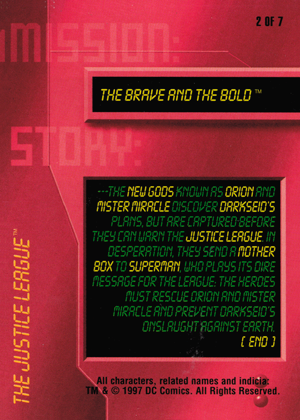 2 OF 7
MISSION:
THE BRAVE AND THE BOLD™
STORY:
---THE NEW GODS KNOWN AS ORION AND
MISTER MIRACLE DISCOVER DARKSEID'S
PLANS, BUT ARE CAPTURED BEFORE
THEY CAN WARN THE JUSTICE LEAGUE. IN
DESPERATION, THEY SEND A MOTHER
BOX TO SUPERMAN, WHO PLAYS ITS DIRE
MESSAGE FOR THE LEAGUE. THE HEROES
MUST RESCUE ORION AND MISTER
MIRACLE AND PREVENT DARKSEID'S
ONSLAUGHT AGAINST EARTH.
( END )
THE JUSTICE LEAGUE™
All characters, related names and indicia:
TM & © 1997 DC Comics. All Rights Reserved.